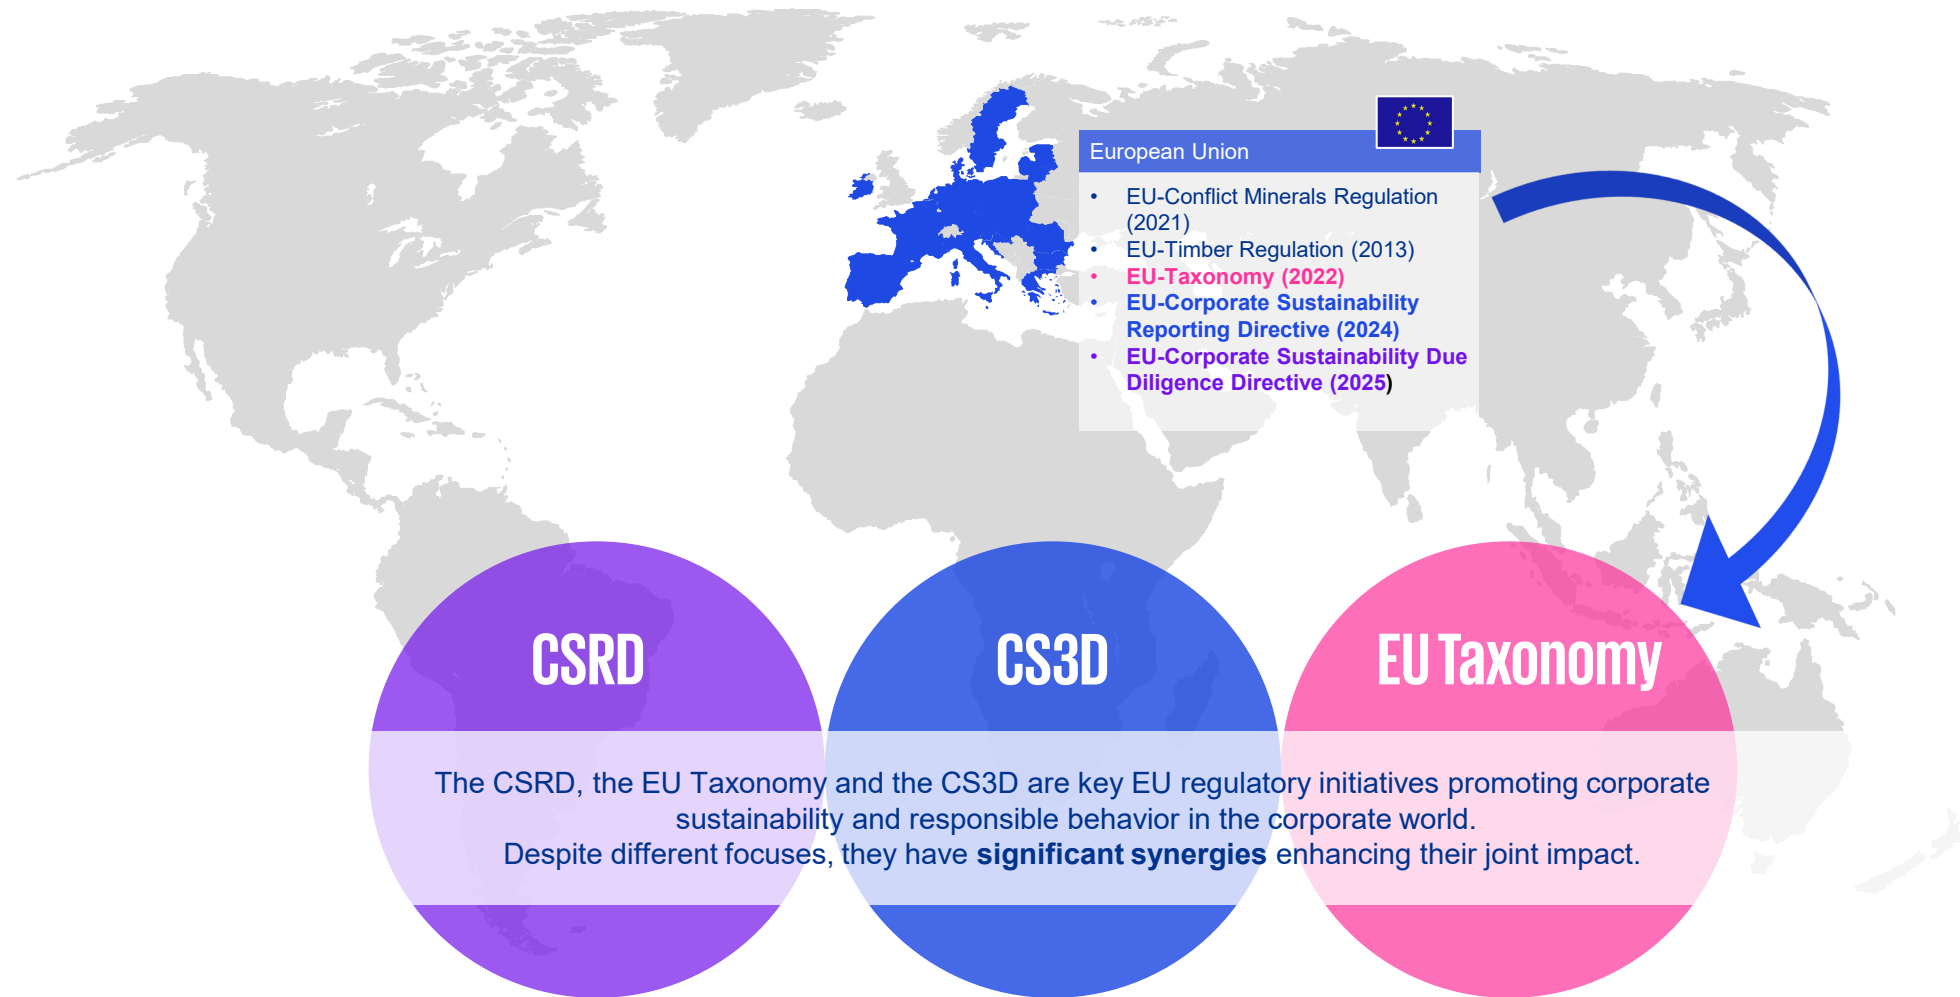 European Union
• EU-Conflict Minerals Regulation
(2021)
• EU-Timber Regulation (2013)
• EU-Taxonomy (2022)
• EU-Corporate Sustainability
Reporting Directive (2024)
• EU-Corporate Sustainability Due
Diligence Directive (2025)
CSRD
CS3D
EU Taxonomy
The CSRD, the EU Taxonomy and the CS3D are key EU regulatory initiatives promoting corporate
sustainability and responsible behavior in the corporate world.
Despite different focuses, they have significant synergies enhancing their joint impact.